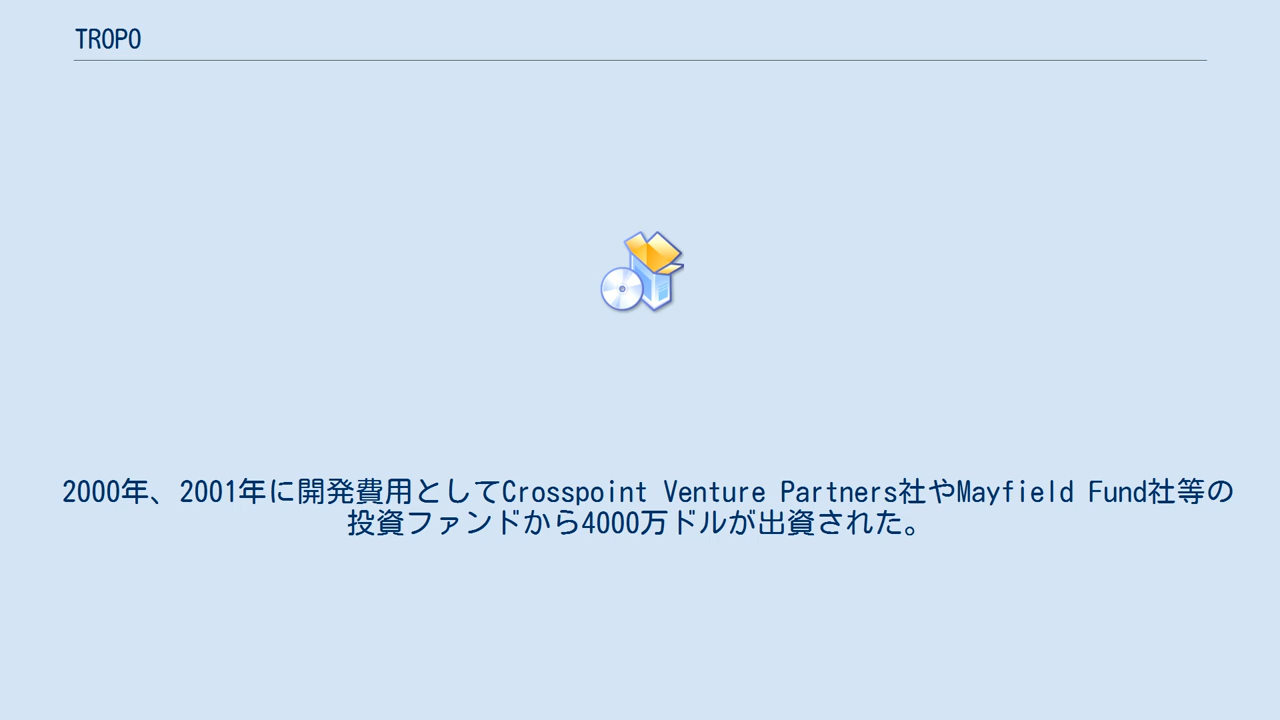 TROPO
2000年、2001年に開発費用としてCrosspoint Venture Partners社やMayfield Fund社等の
投資ファンドから4000万ドルが出資された。